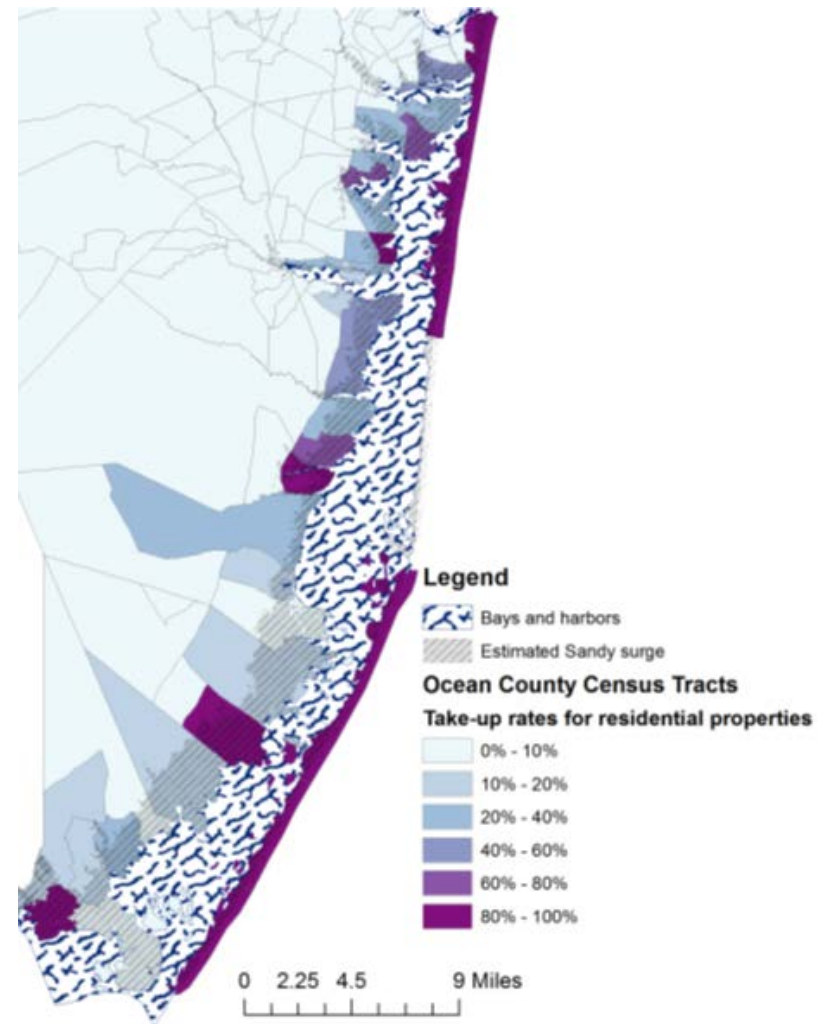 Legend
Bays and harbors
Estimated Sandy surge
Ocean County Census Tracts
Take-up rates for residential properties
0% - 10%
10% - 20%
20% - 40%
40% - 60%
60% - 80%
80% - 100%
0 2.25 4.5 9 Miles